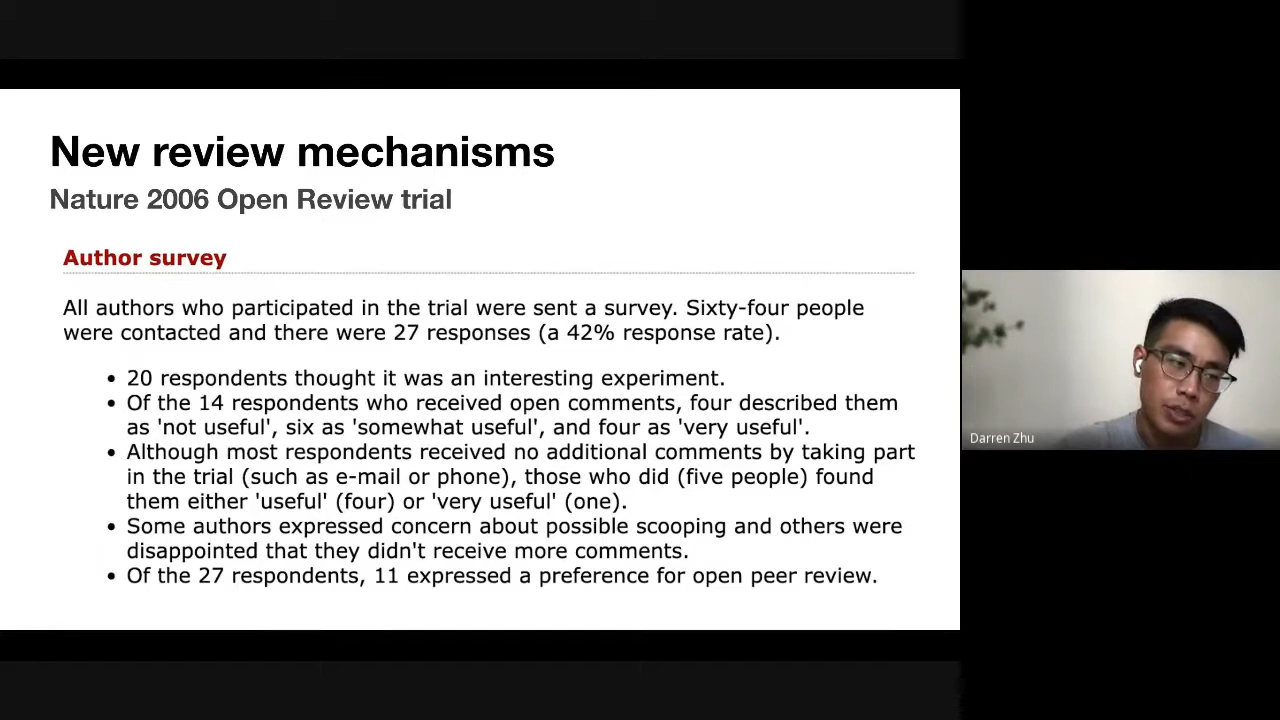 New review mechanisms
Nature 2006 Open Review trial
Author survey
All authors who participated in the trial were sent a survey. Sixty-four people
were contacted and there were 27 responses (a 42% response rate).
• 20 respondents thought it was an interesting experiment.
• Of the 14 respondents who received open comments, four described them
as 'not useful', six as 'somewhat useful', and four as 'very useful'.
• Although most respondents received no additional comments by taking part
in the trial (such as e-mail or phone), those who did (five people) found
them either 'useful' (four) or 'very useful' (one).
• Some authors expressed concern about possible scooping and others were
disappointed that they didn't receive more comments.
• Of the 27 respondents, 11 expressed a preference for open peer review.
Darren Zhu